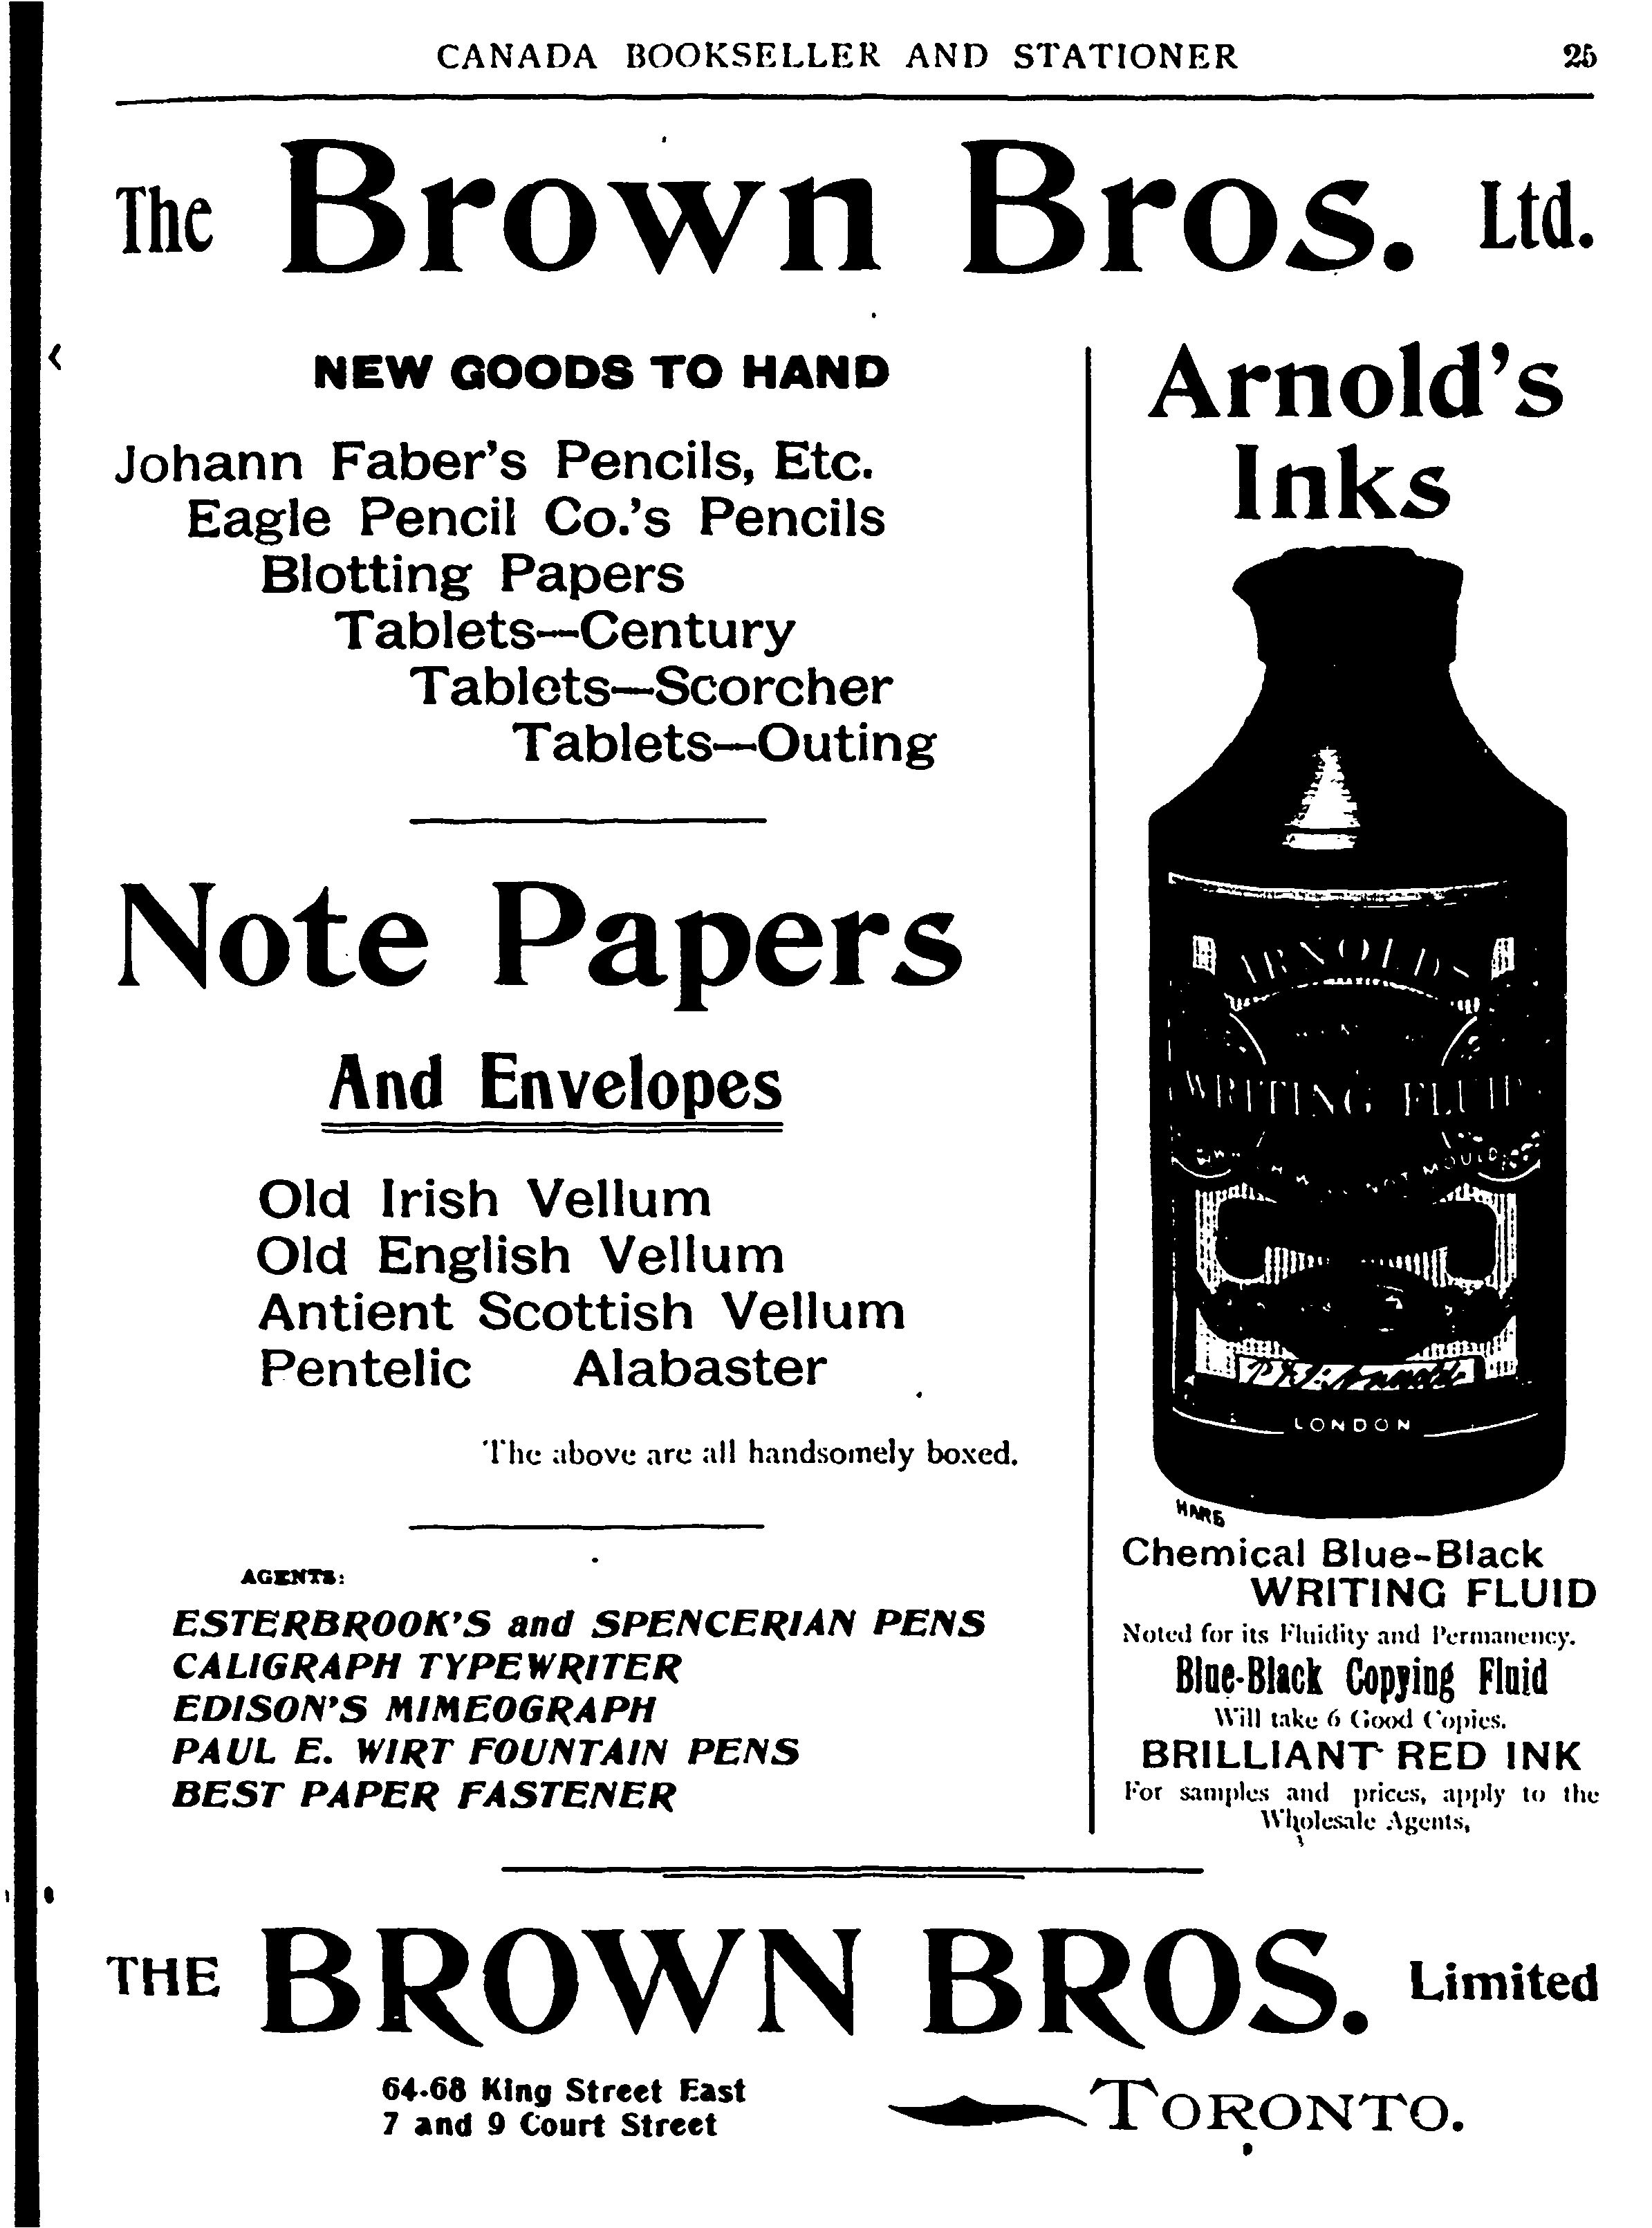 CANADA BOOKSELLER AND STATIONER 25
The Brown Bros. Ltd.
NEW GOODS TO HAND
Johann Faber's Pencils, Etc.
Eagle Pencil Co.'s Pencils
Blotting Papers
Tablets—Century
Tablets—Scorcher
Tablets—Outing
Note Papers
And Envelopes
Old Irish Vellum
Old English Vellum
Antient Scottish Vellum
Pentelic Alabaster
The above are all handsomely boxed.
AGENTS:
ESTERBROOK'S and SPENCERIAN PENS
CALIGRAPH TYPEWRITER
EDISON'S MIMEOGRAPH
PAUL E. WIRT FOUNTAIN PENS
BEST PAPER FASTENER
Arnold's
Inks
ARNOLDS
WRITING FLUID
NOT MOULD
LONDON
Chemical Blue-Black
WRITING FLUID
Noted for its Fluidity and Permanency.
Blue-Black Copying Fluid
Will take 6 Good Copies.
BRILLIANT RED INK
For samples and prices, apply to the
Wholesale Agents,
THE BROWN BROS. Limited
64-68 King Street East
7 and 9 Court Street
TORONTO.